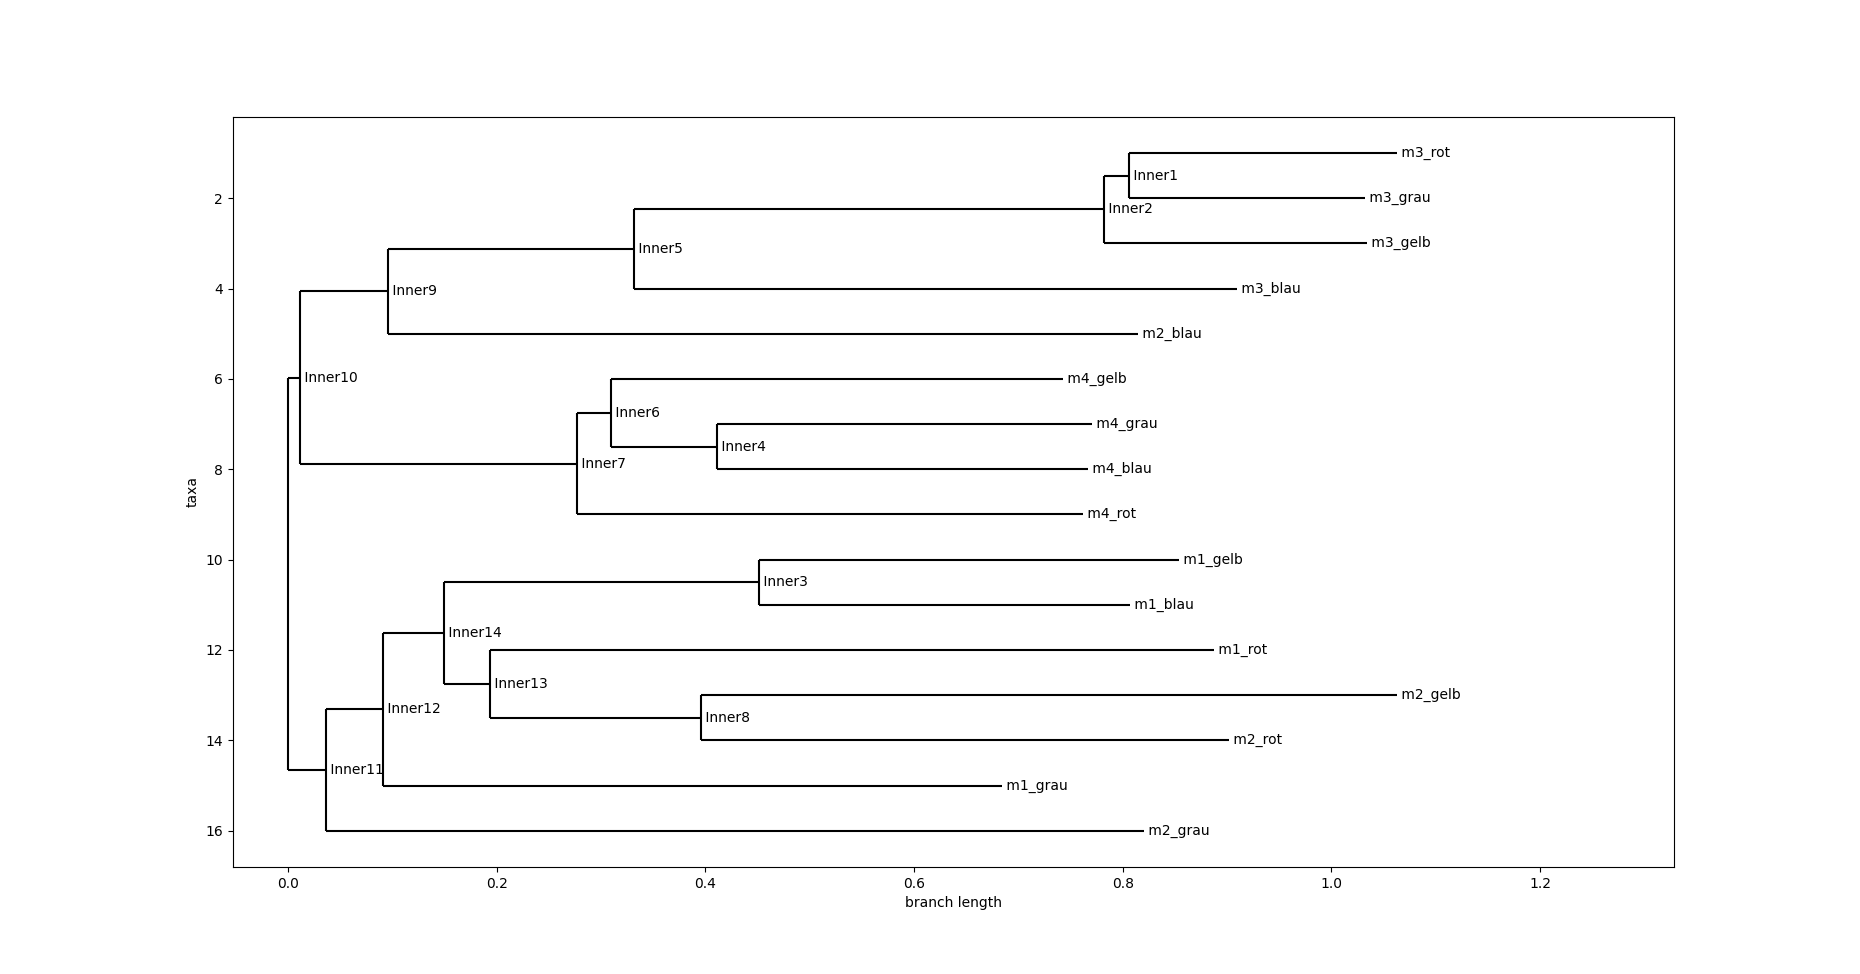 m3_rot
Inner1
2
m3_grau
Inner2
m3_gelb
Inner5
4
m3_blau
Inner9
m2_blau
6
Inner10
m4_gelb
Inner6
m4_grau
Inner4
Inner7
8
m4_blau
taxa
m4_rot
10
m1_gelb
Inner3
m1_blau
Inner14
12
m1_rot
Inner13
m2_gelb
Inner12
Inner8
14
m2_rot
Inner11
m1_grau
16
m2_grau
0.0 0.2 0.4 0.6 0.8 1.0 1.2
branch length